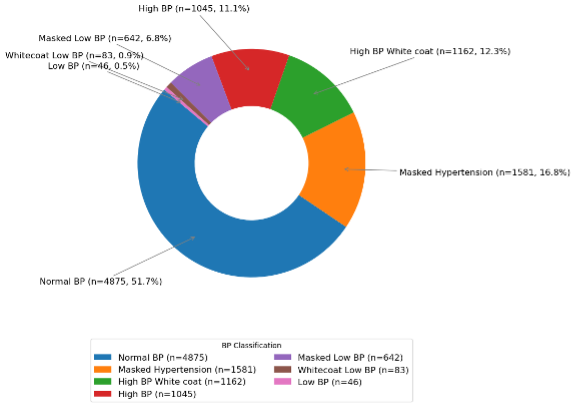 High BP (n=1045, 11.1%)
Masked Low BP (n=642, 6.8%)
High BP White coat (n=1162, 12.3%)
Whitecoat Low BP (n=83, 0.9%)
Low BP (n=46, 0.5%)
Masked Hypertension (n=1581, 16.8%)
Normal BP (n=4875, 51.7%)
BP Classification
Normal BP (n=4875)
Masked Hypertension (n=1581)
High BP White coat (n=1162)
High BP (n=1045)
Masked Low BP (n=642)
Whitecoat Low BP (n=83)
Low BP (n=46)